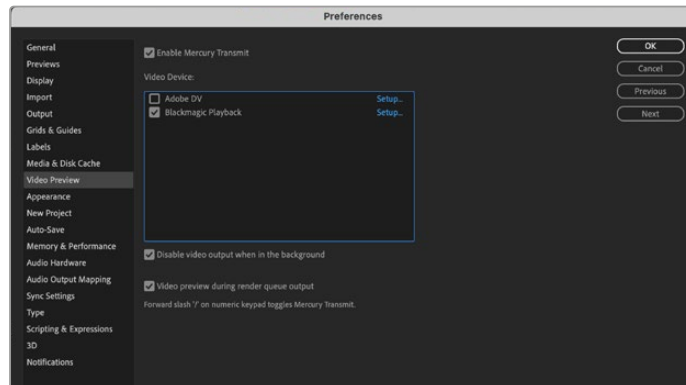 Preferences
General
Previews
Display
Import
Output
Grids & Guides
Labels
Media & Disk Cache
Video Preview
Appearance
New Project
Auto-Save
Memory & Performance
Audio Hardware
Audio Output Mapping
Sync Settings
Type
Scripting & Expressions
3D
Notifications
Enable Mercury Transmit
Video Device:
Adobe DV Setup...
Blackmagic Playback Setup...
Disable video output when in the background
Video preview during render queue output
Forward slash '/' on numeric keypad toggles Mercury Transmit.
OK
Cancel
Previous
Next